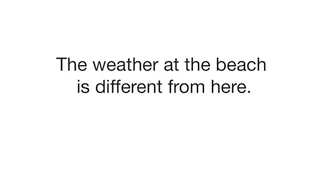 The weather at the beach
is different from here.